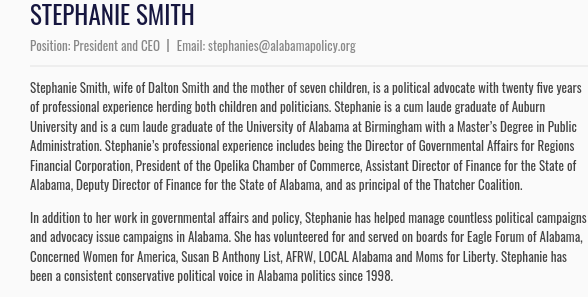 STEPHANIE SMITH
Position: President and CEO | Email: stephanies@alabamapolicy.org
Stephanie Smith, wife of Dalton Smith and the mother of seven children, is a political advocate with twenty five years
of professional experience herding both children and politicians. Stephanie is a cum laude graduate of Auburn
University and is a cum laude graduate of the University of Alabama at Birmingham with a Master's Degree in Public
Administration. Stephanie's professional experience includes being the Director of Governmental Affairs for Regions
Financial Corporation, President of the Opelika Chamber of Commerce, Assistant Director of Finance for the State of
Alabama, Deputy Director of Finance for the State of Alabama, and as principal of the Thatcher Coalition.
In addition to her work in governmental affairs and policy, Stephanie has helped manage countless political campaigns
and advocacy issue campaigns in Alabama. She has volunteered for and served on boards for Eagle Forum of Alabama,
Concerned Women for America, Susan B Anthony List, AFRW, LOCAL Alabama and Moms for Liberty. Stephanie has
been a consistent conservative political voice in Alabama politics since 1998.